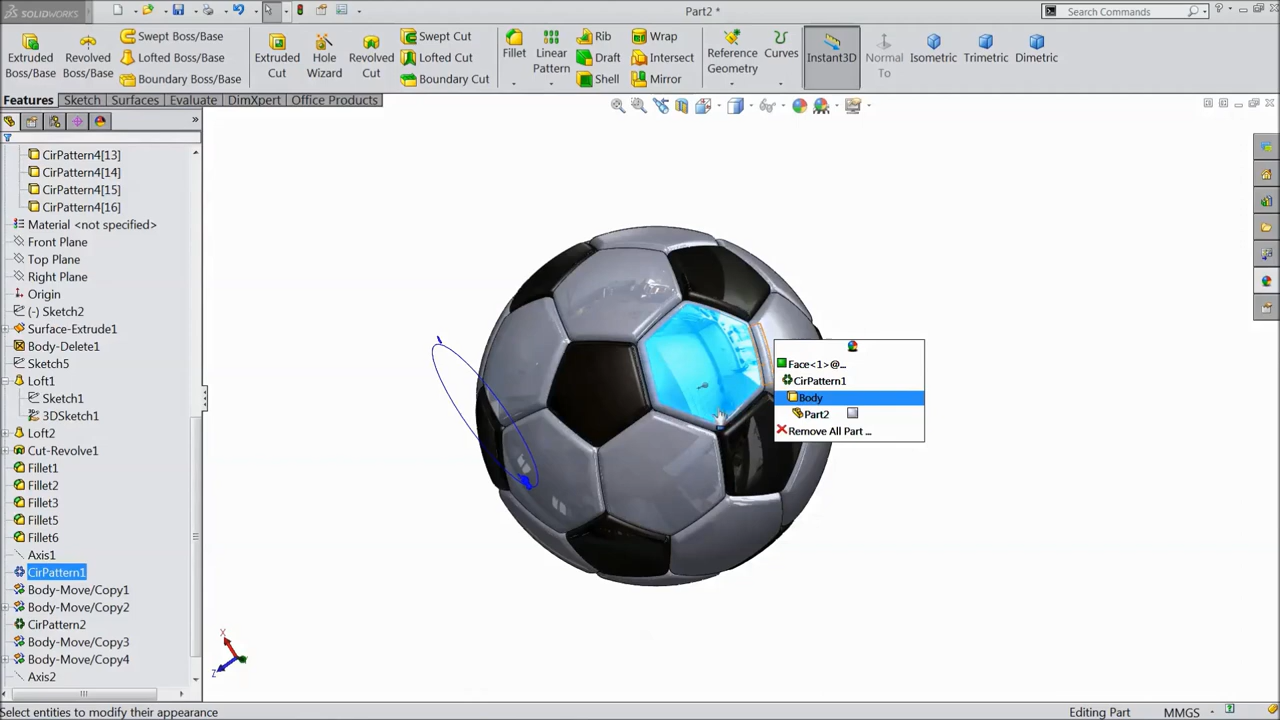 SOLIDWORKS
Part2 *
Search Commands
Extruded
Boss/Base
Revolved
Boss/Base
Swept Boss/Base
Lofted Boss/Base
Boundary Boss/Base
Extruded
Cut
Hole
Wizard
Revolved
Cut
Swept Cut
Lofted Cut
Boundary Cut
Fillet
Linear
Pattern
Rib
Draft
Shell
Wrap
Intersect
Mirror
Reference
Geometry
Curves
Instant3D
Normal
To
Isometric
Trimetric
Dimetric
Features
Sketch
Surfaces
Evaluate
DimXpert
Office Products
CirPattern4[13]
CirPattern4[14]
CirPattern4[15]
CirPattern4[16]
Material <not specified>
Front Plane
Top Plane
Right Plane
Origin
(-) Sketch2
Surface-Extrude1
Body-Delete1
Sketch5
Loft1
Sketch1
3DSketch1
Loft2
Cut-Revolve1
Fillet1
Fillet2
Fillet3
Fillet5
Fillet6
Axis1
CirPattern1
Body-Move/Copy1
Body-Move/Copy2
CirPattern2
Body-Move/Copy3
Body-Move/Copy4
Axis2
Face<1>@...
CirPattern1
Body
Part2
Remove All Part ...
X
Z
Select entities to modify their appearance
Editing Part
MMGS